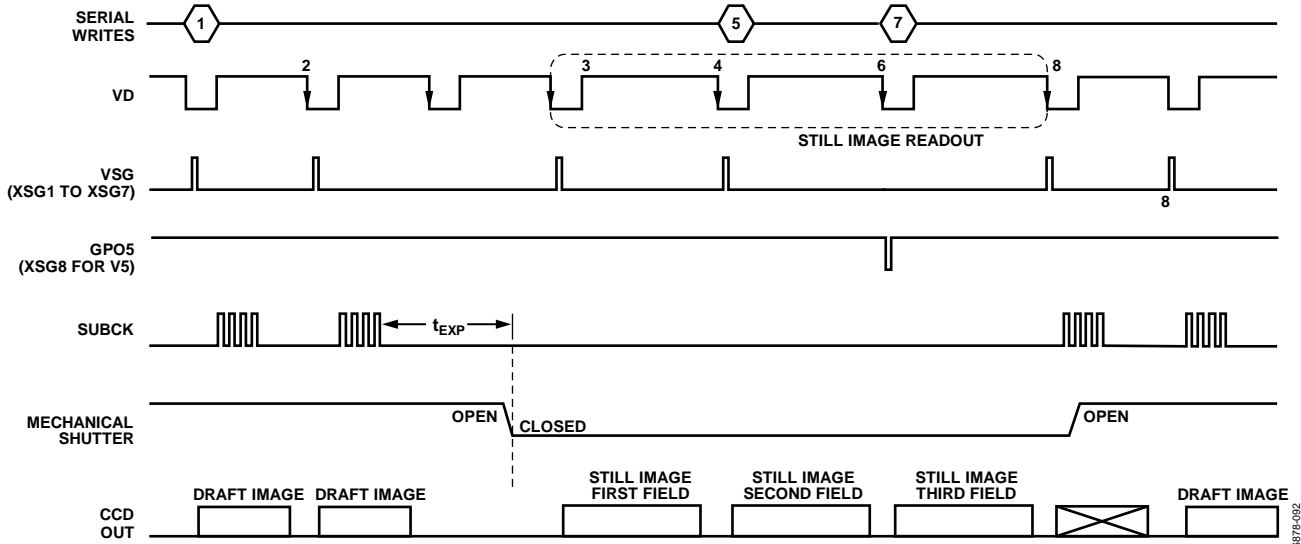 SERIAL
WRITES
1
5
7
VD
2
3
4
6
8
STILL IMAGE READOUT
VSG
(XSG1 TO XSG7)
8
GPO5
(XSG8 FOR V5)
SUBCK
tEXP
MECHANICAL
SHUTTER
OPEN
CLOSED
OPEN
CCD
OUT
DRAFT IMAGE
DRAFT IMAGE
STILL IMAGE
FIRST FIELD
STILL IMAGE
SECOND FIELD
STILL IMAGE
THIRD FIELD
DRAFT IMAGE